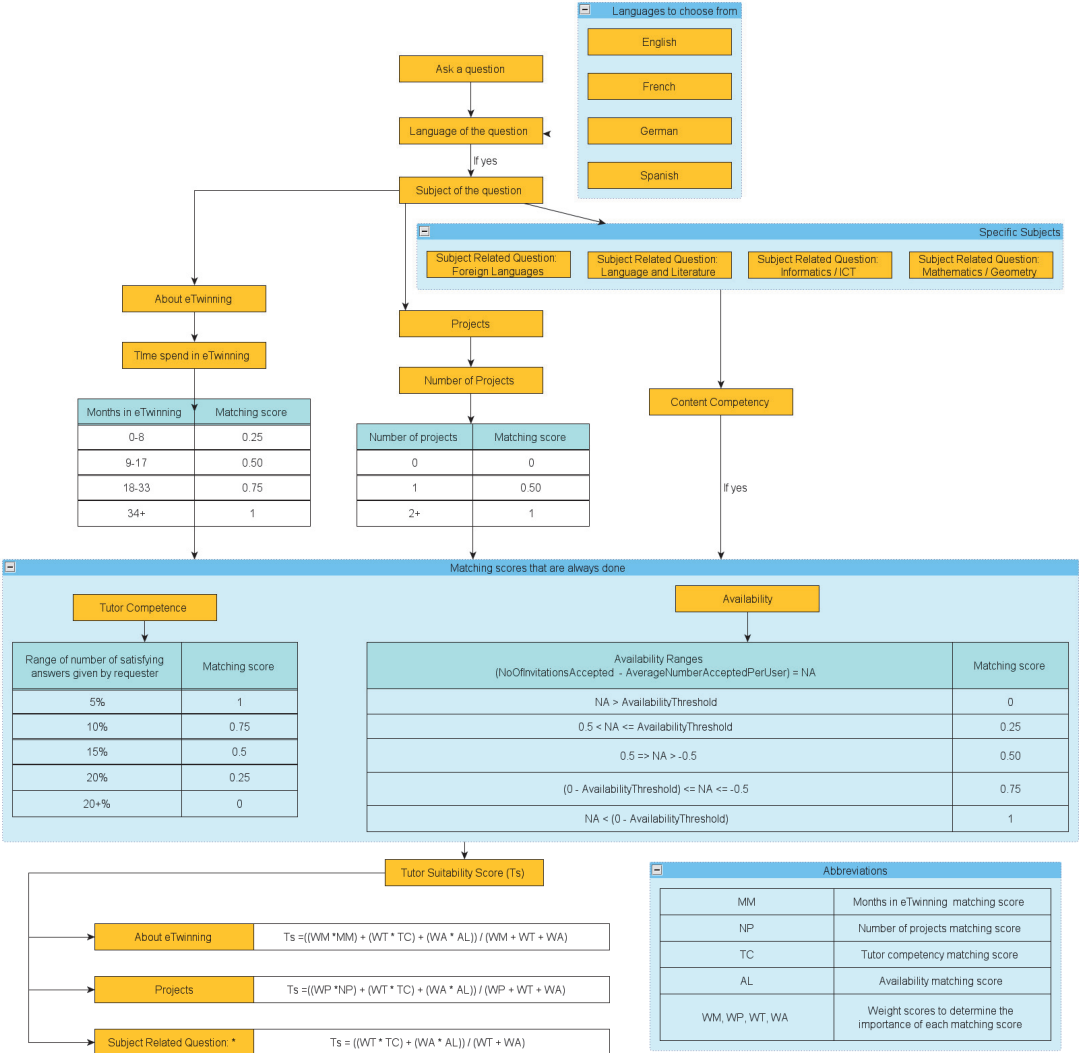 Languages to choose from
English
French
German
Spanish
Ask a question
Language of the question
If yes
Subject of the question
Specific Subjects
Subject Related Question:
Foreign Languages
Subject Related Question:
Language and Literature
Subject Related Question:
Informatics / ICT
Subject Related Question:
Mathematics / Geometry
About eTwinning
TIme spend in eTwinning
Months in eTwinning Matching score
0-8 0.25
9-17 0.50
18-33 0.75
34+ 1
Projects
Number of Projects
Number of projects Matching score
0 0
1 0.50
2+ 1
Content Competency
If yes
Matching scores that are always done
Tutor Competence
Range of number of satisfying
answers given by requester
Matching score
5% 1
10% 0.75
15% 0.5
20% 0.25
20+% 0
Availability
Availability Ranges
(NoOfInvitationsAccepted - AverageNumberAcceptedPerUser) = NA
Matching score
NA > AvailabilityThreshold 0
0.5 < NA <= AvailabilityThreshold 0.25
0.5 => NA > -0.5 0.50
(0 - AvailabilityThreshold) <= NA <= -0.5 0.75
NA < (0 - AvailabilityThreshold) 1
Tutor Suitability Score (Ts)
About eTwinning Ts =((WM *MM) + (WT * TC) + (WA * AL)) / (WM + WT + WA)
Projects Ts =((WP *NP) + (WT * TC) + (WA * AL)) / (WP + WT + WA)
Subject Related Question: * Ts = ((WT * TC) + (WA * AL)) / (WT + WA)
Abbreviations
MM Months in eTwinning matching score
NP Number of projects matching score
TC Tutor competency matching score
AL Availability matching score
WM, WP, WT, WA Weight scores to determine the
importance of each matching score